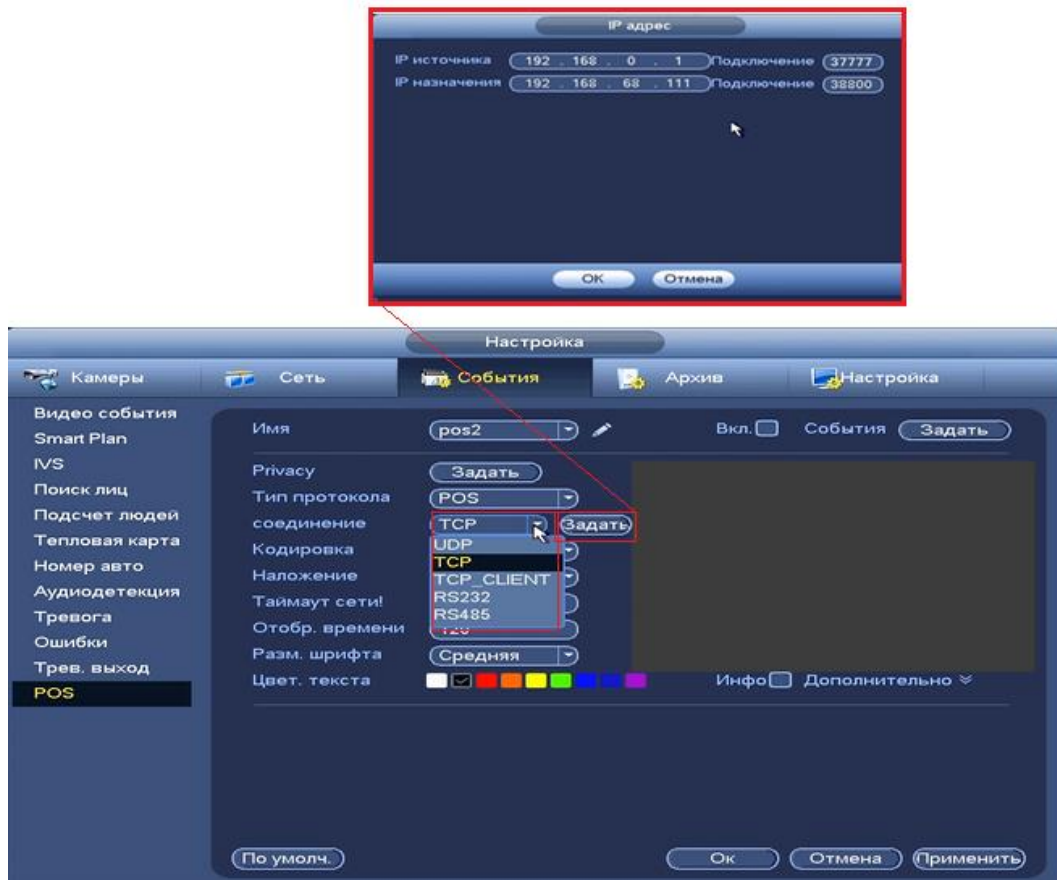 IP адрес
IP источника 192 . 168 . 0 . 1 Подключение 37777
IP назначения 192 . 168 . 68 . 111 Подключение 38800
OK Отмена
Настройка
Камеры Сеть События Архив Настройка
Видео события
Smart Plan
IVS
Поиск лиц
Подсчет людей
Тепловая карта
Номер авто
Аудиодетекция
Тревога
Ошибки
Трев. выход
POS
Имя pos2 Вкл. События Задать
Privacy Задать
Тип протокола POS
соединение TCP Задать
UDP
TCP
TCP_CLIENT
RS232
RS485
Кодировка
Наложение
Таймаут сети!
Отобр. времени 120
Разм. шрифта Средняя
Цвет. текста Инфо Дополнительно
По умолч. Ок Отмена Применить